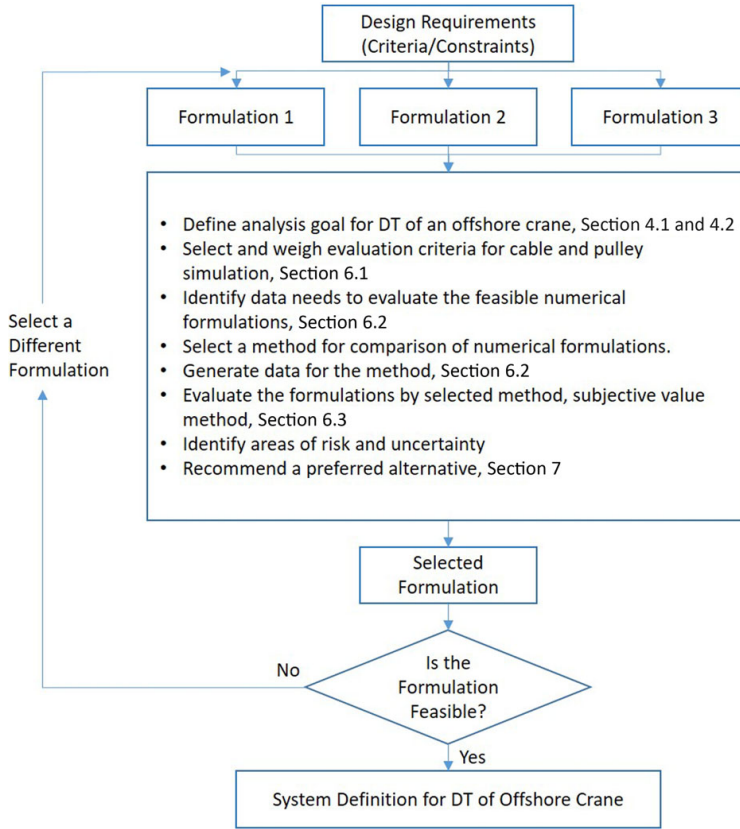 Design Requirements
(Criteria/Constraints)
Formulation 1
Formulation 2
Formulation 3
• Define analysis goal for DT of an offshore crane, Section 4.1 and 4.2
• Select and weigh evaluation criteria for cable and pulley
simulation, Section 6.1
• Identify data needs to evaluate the feasible numerical
formulations, Section 6.2
• Select a method for comparison of numerical formulations.
• Generate data for the method, Section 6.2
• Evaluate the formulations by selected method, subjective value
method, Section 6.3
• Identify areas of risk and uncertainty
• Recommend a preferred alternative, Section 7
Select a
Different
Formulation
Selected
Formulation
Is the
Formulation
Feasible?
No
Yes
System Definition for DT of Offshore Crane